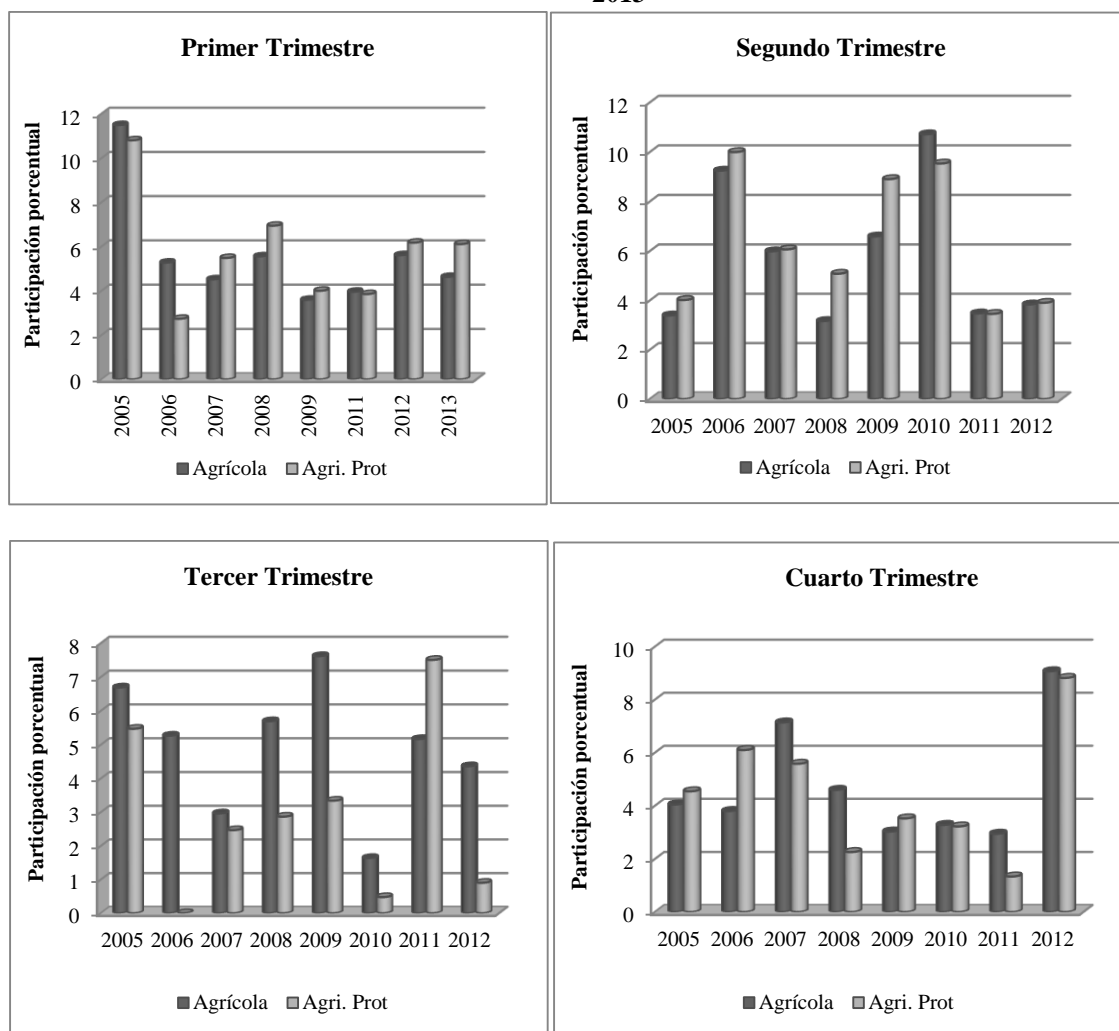 Primer Trimestre
Participación porcentual
12
10
8
6
4
2
0
2005 2006 2007 2008 2009 2011 2012 2013
Agrícola Agri. Prot
Segundo Trimestre
Participación porcentual
12
10
8
6
4
2
0
2005 2006 2007 2008 2009 2010 2011 2012
Agrícola Agri. Prot
Tercer Trimestre
Participación porcentual
8
7
6
5
4
3
2
1
0
2005 2006 2007 2008 2009 2010 2011 2012
Agrícola Agri. Prot
Cuarto Trimestre
Participación porcentual
10
8
6
4
2
0
2005 2006 2007 2008 2009 2010 2011 2012
Agrícola Agri. Prot